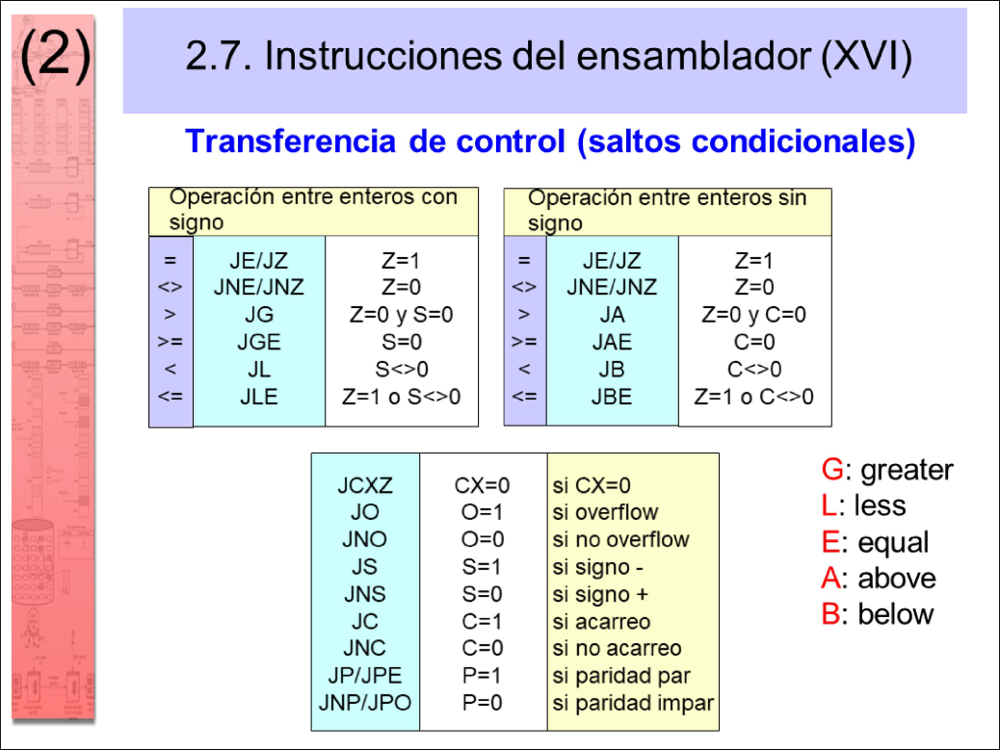 (2)
2.7. Instrucciones del ensamblador (XVI)
Transferencia de control (saltos condicionales)
Operación entre enteros con
signo
= JE/JZ Z=1
<> JNE/JNZ Z=0
> JG Z=0 y S=0
>= JGE S=0
< JL S<>0
<= JLE Z=1 o S<>0
Operación entre enteros sin
signo
= JE/JZ Z=1
<> JNE/JNZ Z=0
> JA Z=0 y C=0
>= JAE C=0
< JB C<>0
<= JBE Z=1 o C<>0
JCXZ CX=0 si CX=0
JO O=1 si overflow
JNO O=0 si no overflow
JS S=1 si signo -
JNS S=0 si signo +
JC C=1 si acarreo
JNC C=0 si no acarreo
JP/JPE P=1 si paridad par
JNP/JPO P=0 si paridad impar
G: greater
L: less
E: equal
A: above
B: below